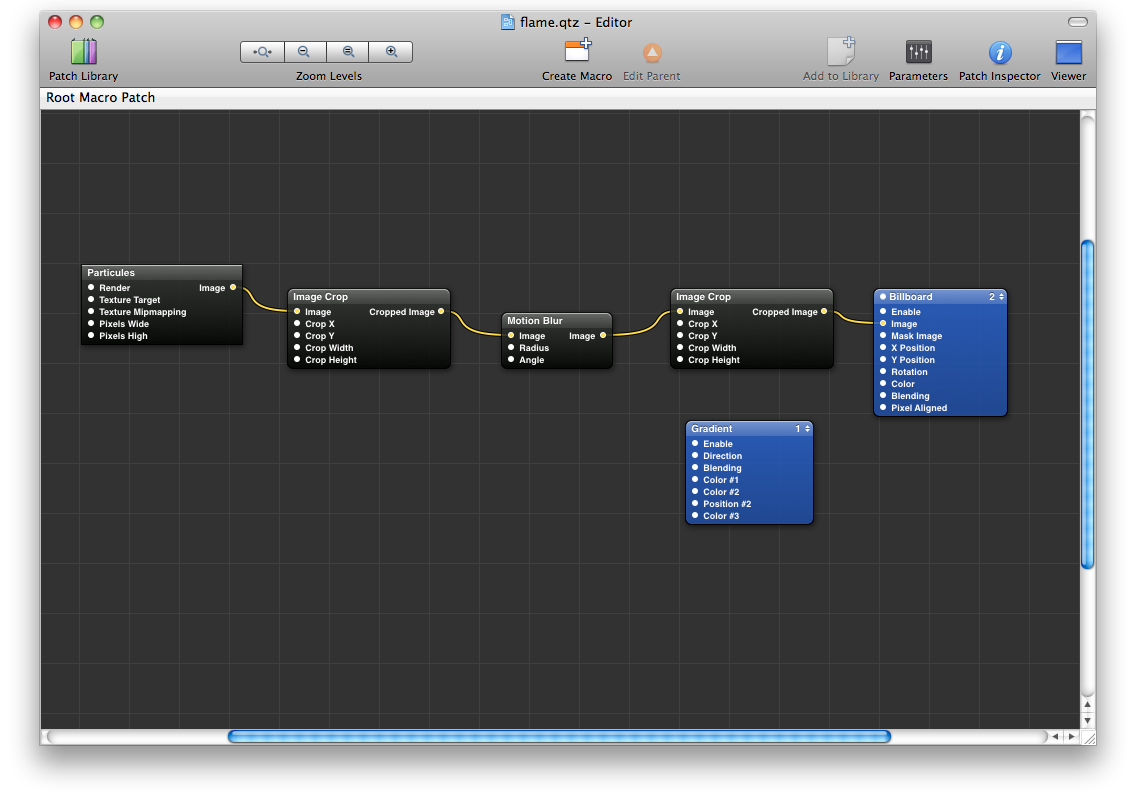 flame.qtz – Editor
Patch Library
Zoom Levels
Create Macro
Edit Parent
Add to Library
Parameters
Patch Inspector
Viewer
Root Macro Patch
Particules
Render Image
Texture Target
Texture Mipmapping
Pixels Wide
Pixels High
Image Crop
Image Cropped Image
Crop X
Crop Y
Crop Width
Crop Height
Motion Blur
Image Image
Radius
Angle
Image Crop
Image Cropped Image
Crop X
Crop Y
Crop Width
Crop Height
Billboard 2
Enable
Image
Mask Image
X Position
Y Position
Rotation
Color
Blending
Pixel Aligned
Gradient 1
Enable
Direction
Blending
Color #1
Color #2
Position #2
Color #3